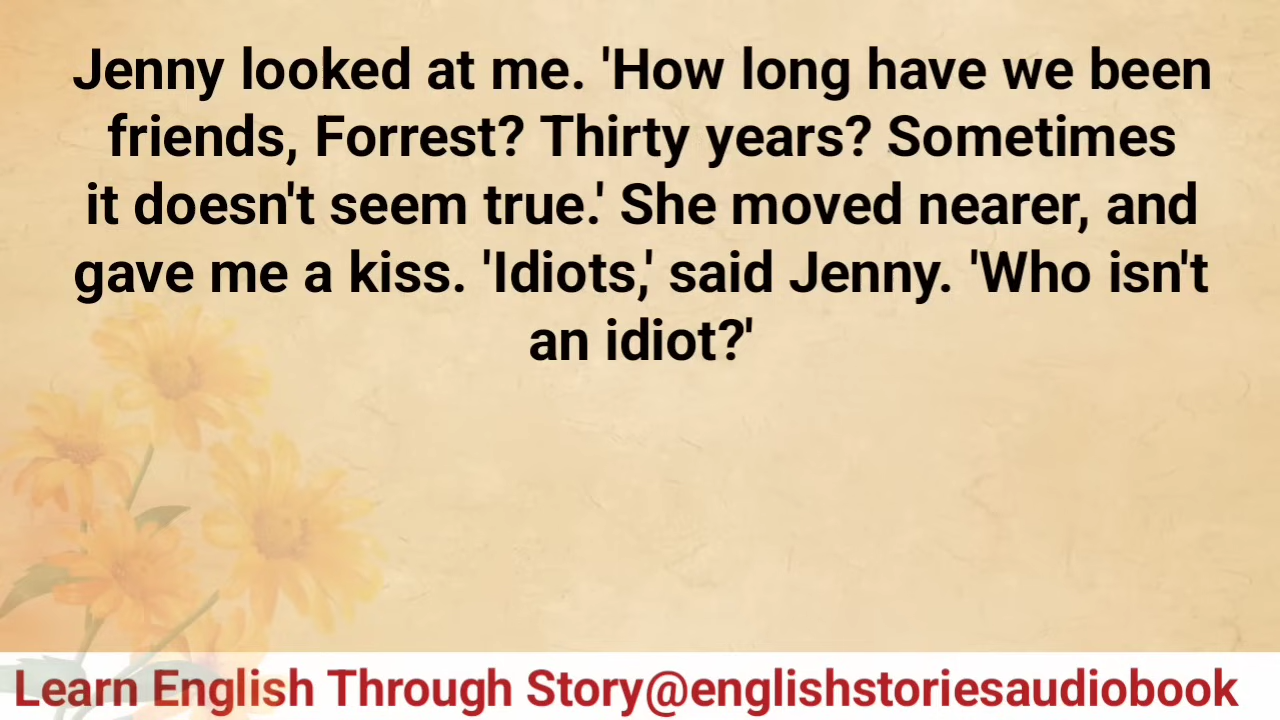 Jenny looked at me. 'How long have we been
friends, Forrest? Thirty years? Sometimes
it doesn't seem true.' She moved nearer, and
gave me a kiss. 'Idiots,' said Jenny. 'Who isn't
an idiot?'
Learn English Through Story@englishstoriesaudiobook